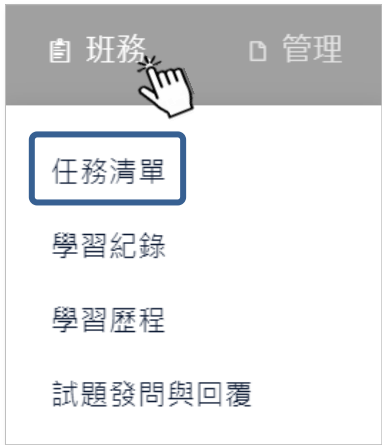 班務 管理
任務清單
學習紀錄
學習歷程
試題發問與回覆